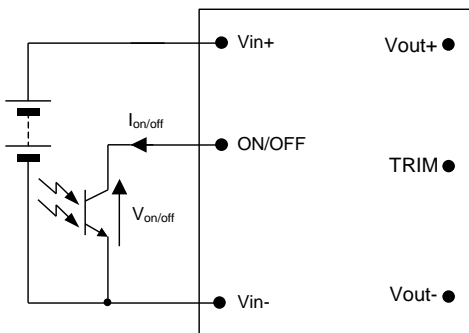 Vin+
Vout+
Ion/off
ON/OFF
TRIM
Von/off
Vin-
Vout-